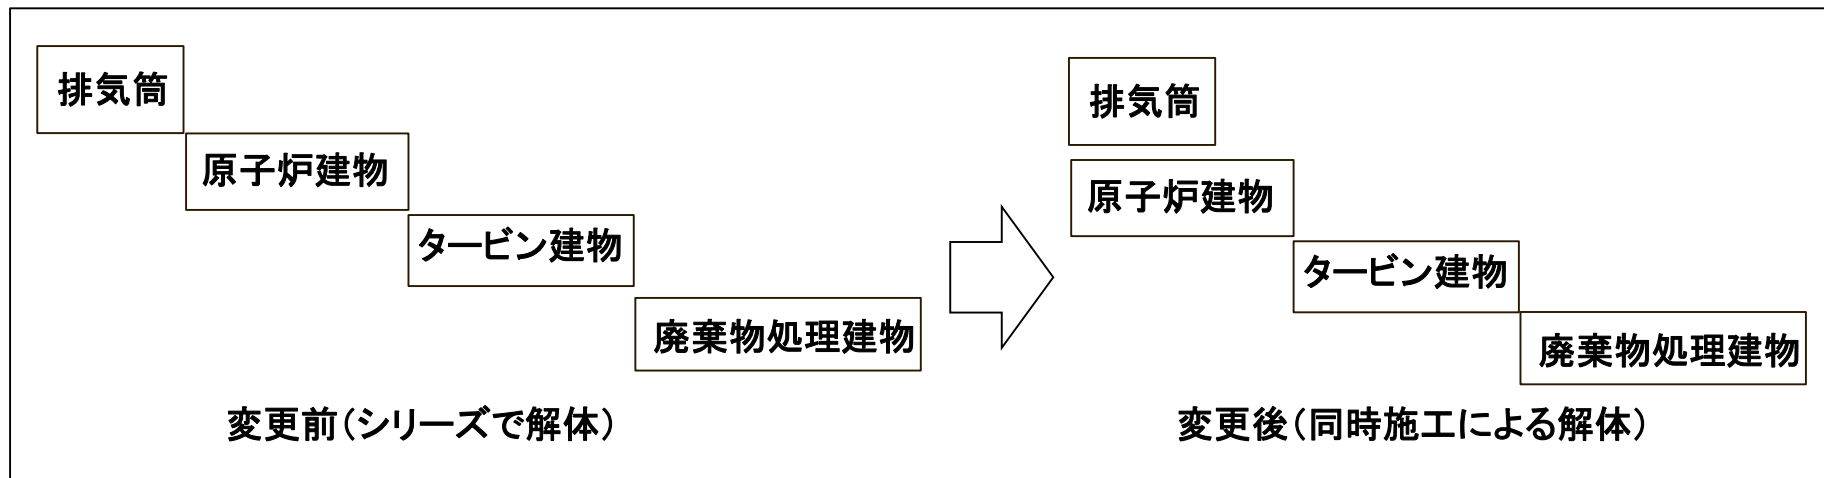 排気筒
原子炉建物
タービン建物
廃棄物処理建物
変更前（シリーズで解体）
排気筒
原子炉建物
タービン建物
廃棄物処理建物
変更後（同時施工による解体）